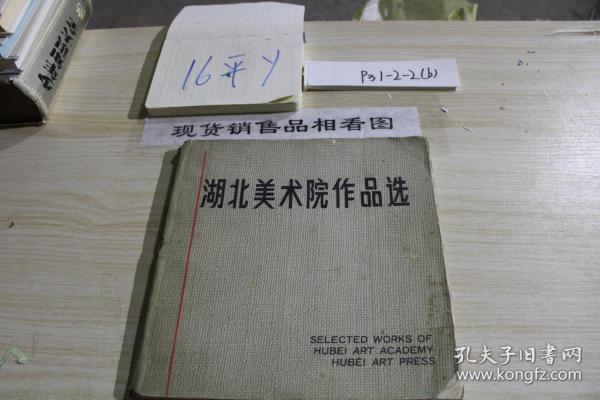 16平Y
P31-2-2(b)
现货销售品相看图
湖北美术院作品选
SELECTED WORKS OF
HUBEI ART ACADEMY
HUBEI ART PRESS
孔夫子旧书网
www.kongfz.com